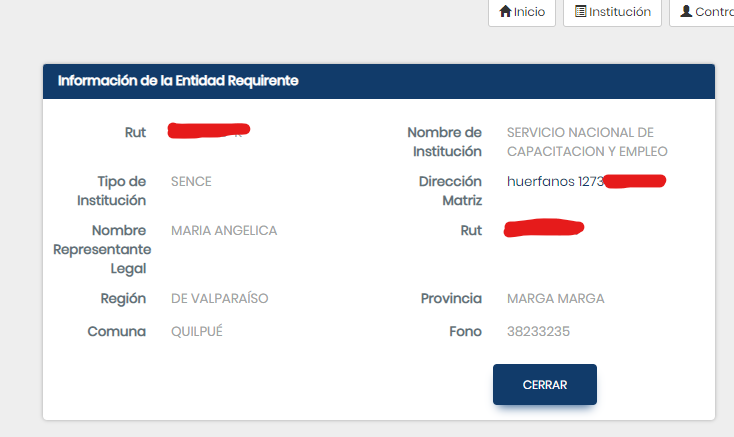 Inicio
Institución
Contra
Información de la Entidad Requirente
Rut
Nombre de
Institución
SERVICIO NACIONAL DE
CAPACITACION Y EMPLEO
Tipo de
Institución
SENCE
Dirección
Matriz
huerfanos 1273
Nombre
Representante
Legal
MARIA ANGELICA
Rut
Región
DE VALPARAÍSO
Provincia
MARGA MARGA
Comuna
QUILPUÉ
Fono
38233235
CERRAR